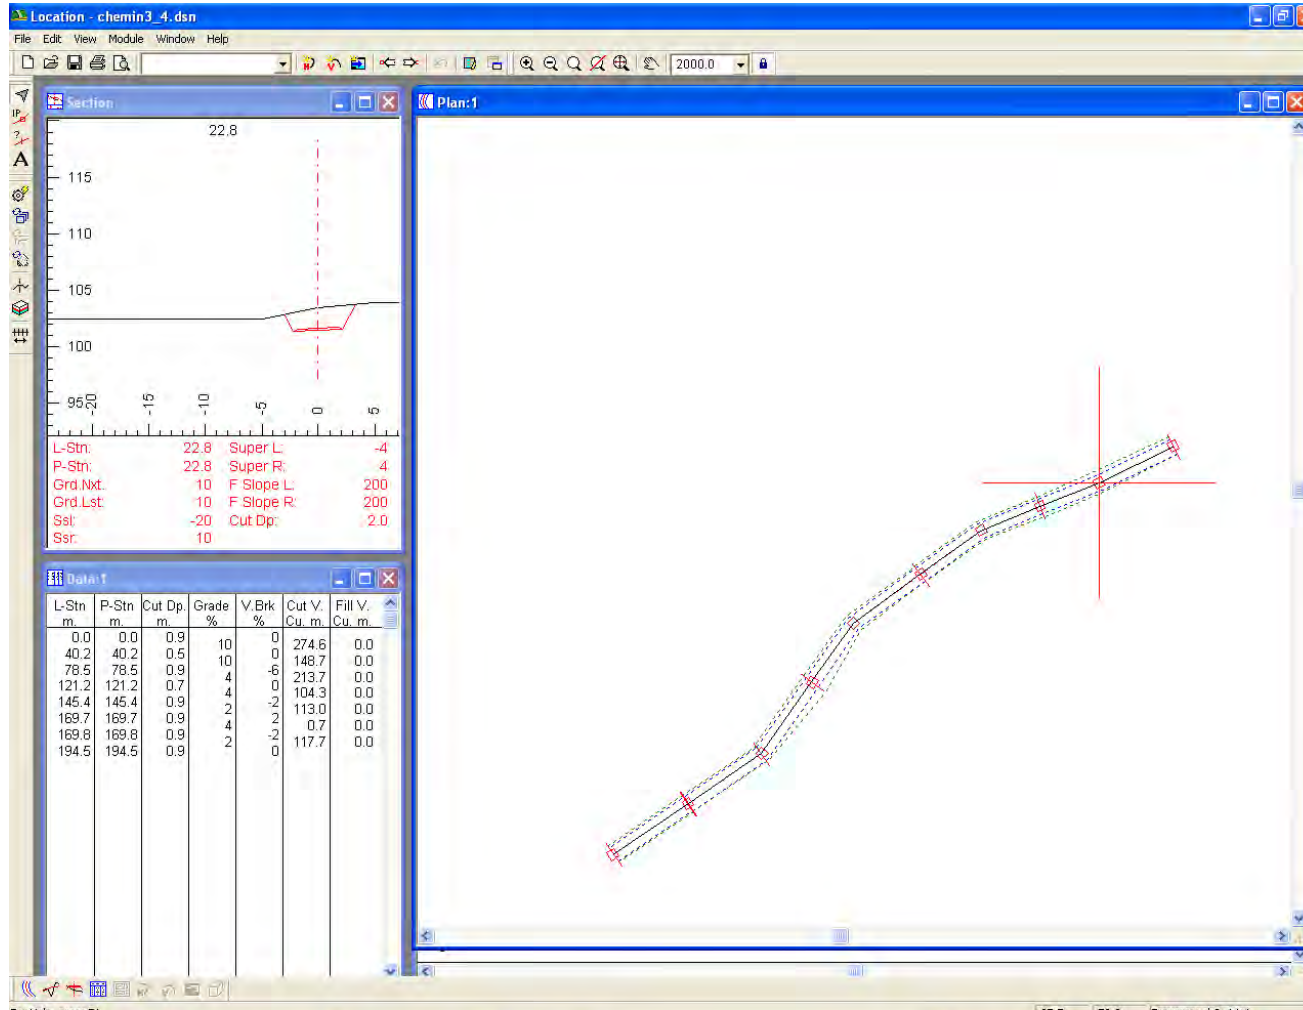 Location - chemin3_4.dsn
File Edit View Module Window Help
2000.0
IP
?
A
Section
22.8
115
110
105
100
95
-20 -15 -10 -5 0 5
L-Stn: 22.8 Super L: -4
P-Stn: 22.8 Super R: 4
Grd.Nxt: 10 F Slope L: 200
Grd.Lst: 10 F Slope R: 200
Ssl: -20 Cut Dp: 2.0
Ssr: 10
Data:1
L-Stn P-Stn Cut Dp. Grade V.Brk Cut V. Fill V.
m. m. m. % % Cu. m. Cu. m.
0.0 0.0 0.9 0
10 274.6 0.0
40.2 40.2 0.5 0
10 148.7 0.0
78.5 78.5 0.9 -6
4 213.7 0.0
121.2 121.2 0.7 0
4 104.3 0.0
145.4 145.4 0.9 -2
2 113.0 0.0
169.7 169.7 0.9 2
4 0.7 0.0
169.8 169.8 0.9 -2
2 117.7 0.0
194.5 194.5 0.9 0
Plan:1